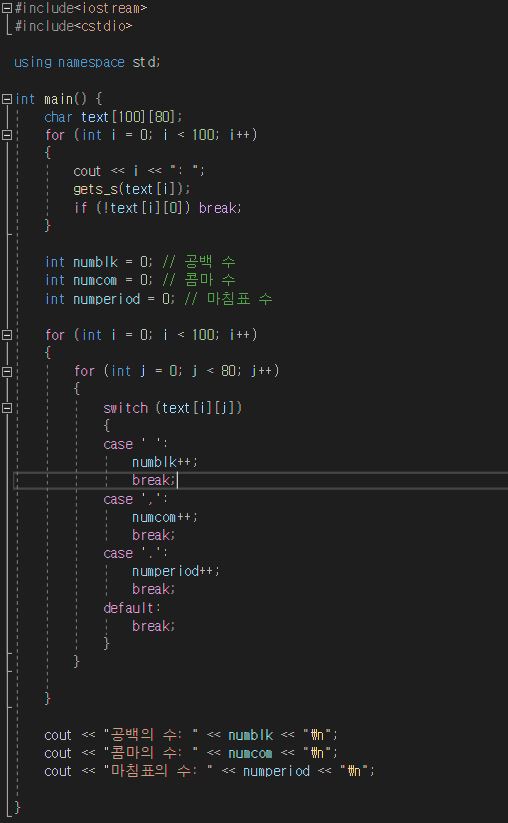 #include<iostream>
#include<cstdio>
using namespace std;
int main() {
char text[100][80];
for (int i = 0; i < 100; i++)
{
cout << i << ": ";
gets_s(text[i]);
if (!text[i][0]) break;
}
int numblk = 0; // 공백 수
int numcom = 0; // 콤마 수
int numperiod = 0; // 마침표 수
for (int i = 0; i < 100; i++)
{
for (int j = 0; j < 80; j++)
{
switch (text[i][j])
{
case ' ':
numblk++;
break;
case ',':
numcom++;
break;
case '.':
numperiod++;
break;
default:
break;
}
}
}
cout << "공백의 수: " << numblk << "₩n";
cout << "콤마의 수: " << numcom << "₩n";
cout << "마침표의 수: " << numperiod << "₩n";
}